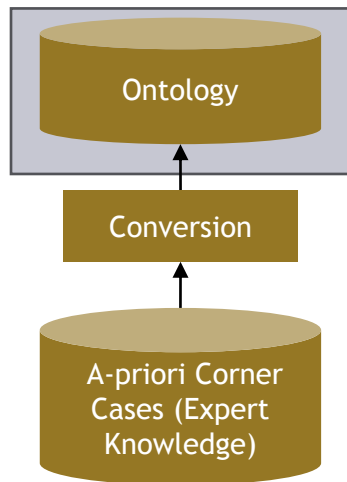 Ontology
Conversion
A-priori Corner
Cases (Expert
Knowledge)